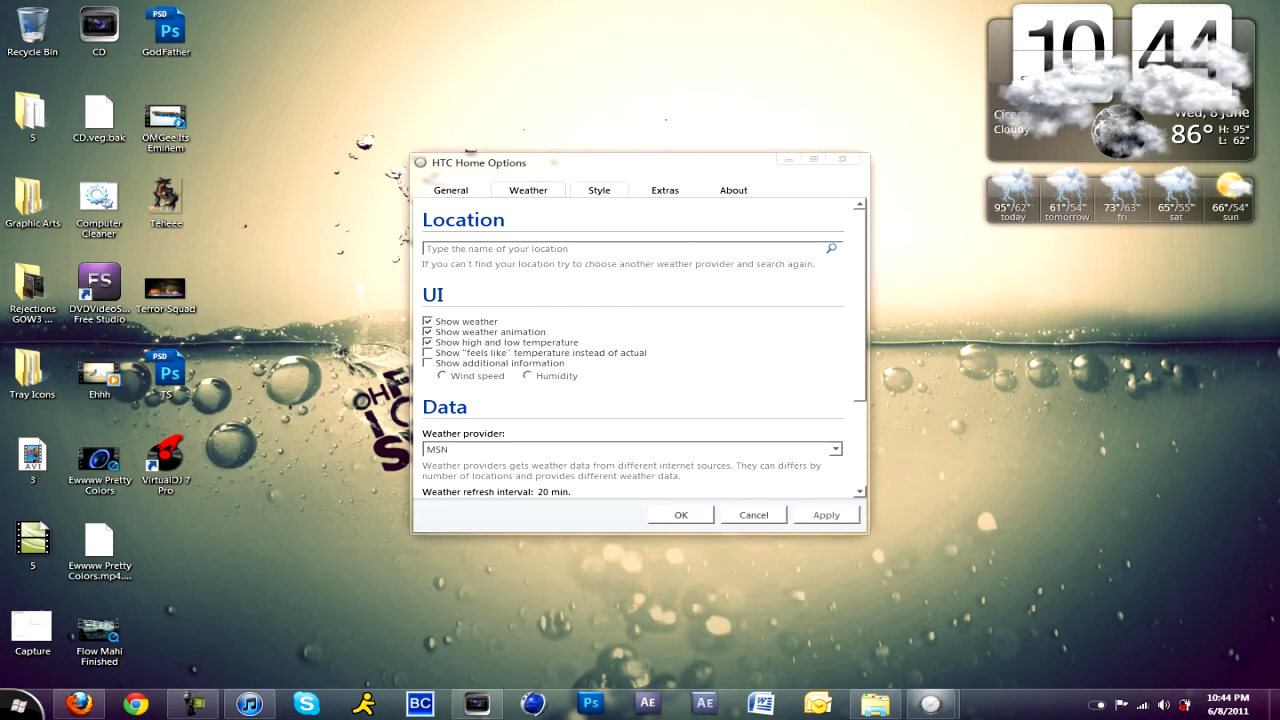 Recycle Bin
CD
GodFather
5
CD.veg.bak
OMGee Its
Eminem
Graphic Arts
Computer
Cleaner
Teheee
Rejections
GOW3 ...
DVDVideoS...
Free Studio
Terror-Squad
Tray Icons
Ehhh
TS
3
Ewwww Pretty
Colors
VirtualDJ 7
Pro
5
Ewwww Pretty
Colors.mp4....
Capture
Flow Mahi
Finished
PSD
Ps
FS
PSD
Ps
AVI
HTC Home Options
General
Weather
Style
Extras
About
Location
Type the name of your location
If you can't find your location try to choose another weather provider and search again.
UI
Show weather
Show weather animation
Show high and low temperature
Show "feels like" temperature instead of actual
Show additional information
Wind speed
Humidity
Data
Weather provider:
MSN
Weather providers gets weather data from different internet sources. They can differs by
number of locations and provides different weather data.
Weather refresh interval: 20 min.
OK
Cancel
Apply
10
44
Cloudy
Wed, 8 June
86°
H: 95°
L: 62°
95°/62°
today
61°/54°
tomorrow
73°/63°
fri
65°/55°
sat
66°/54°
sun
BC
Ps
Ae
Ae
10:44 PM
6/8/2011